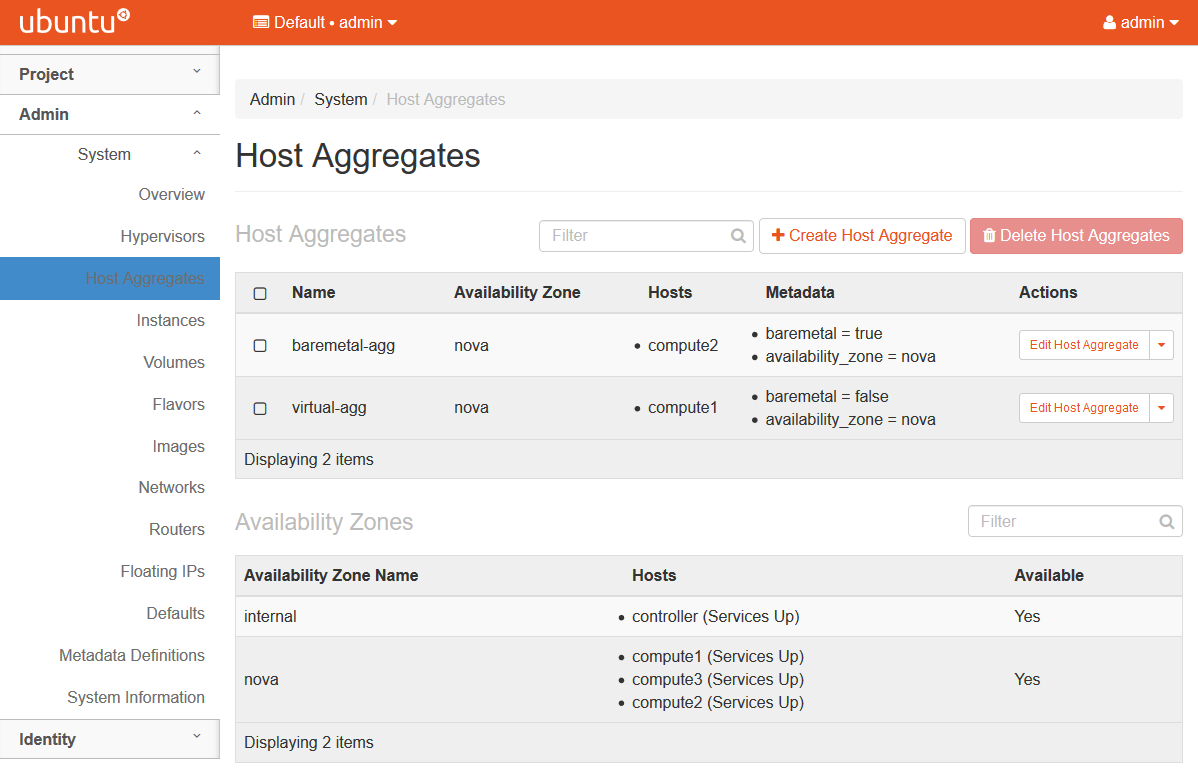 ubuntu
Default • admin
admin
Project
Admin
System
Overview
Hypervisors
Host Aggregates
Instances
Volumes
Flavors
Images
Networks
Routers
Floating IPs
Defaults
Metadata Definitions
System Information
Identity
Admin / System / Host Aggregates
Host Aggregates
Host Aggregates
Filter
Create Host Aggregate
Delete Host Aggregates
Name Availability Zone Hosts Metadata Actions
baremetal-agg nova • compute2 • baremetal = true
• availability_zone = nova
Edit Host Aggregate
virtual-agg nova • compute1 • baremetal = false
• availability_zone = nova
Edit Host Aggregate
Displaying 2 items
Availability Zones
Filter
Availability Zone Name Hosts Available
internal • controller (Services Up) Yes
nova • compute1 (Services Up)
• compute3 (Services Up)
• compute2 (Services Up)
Yes
Displaying 2 items